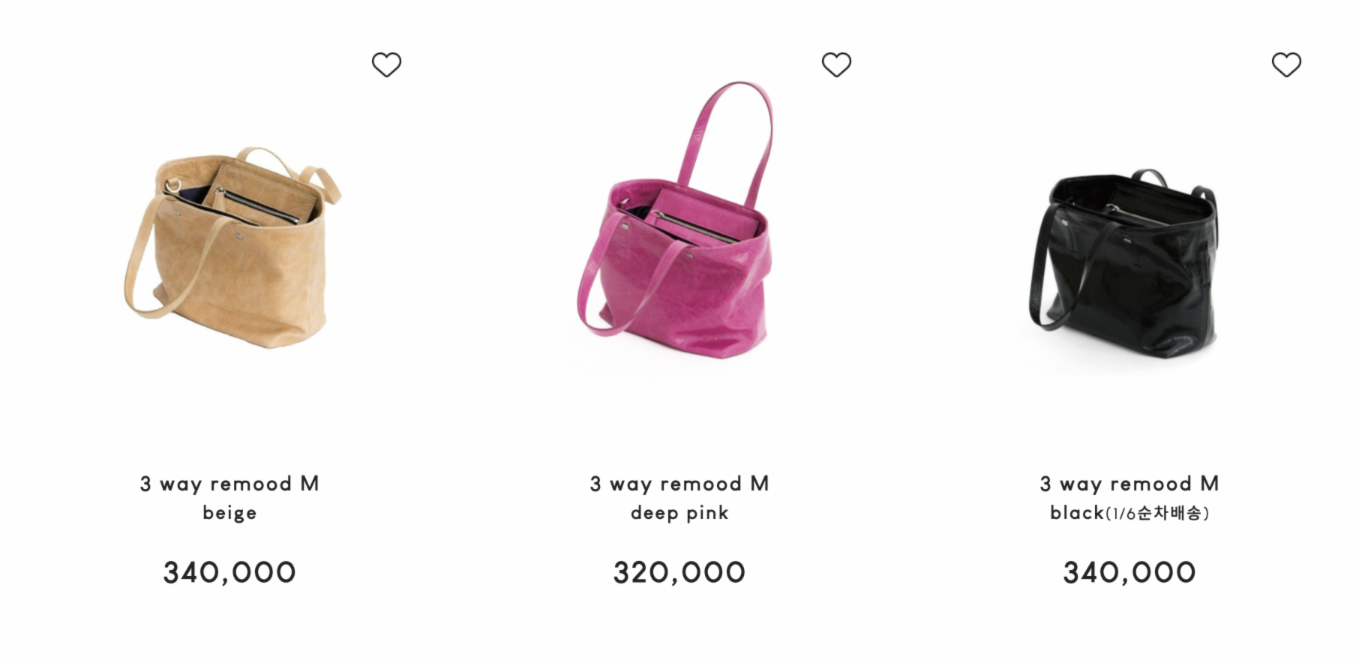 3 way remood M
beige
340,000
3 way remood M
deep pink
320,000
3 way remood M
black(1/6순차배송)
340,000